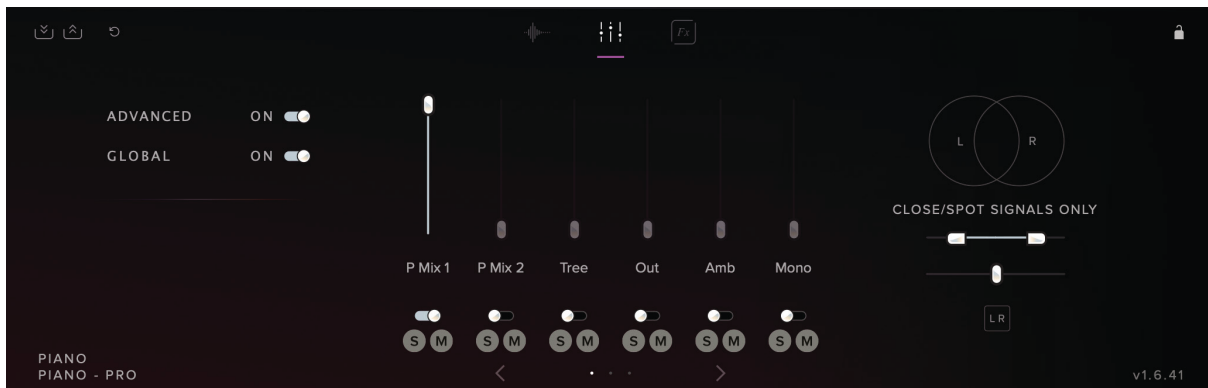 Fx
ADVANCED ON
GLOBAL ON
L R
CLOSE/SPOT SIGNALS ONLY
P Mix 1 P Mix 2 Tree Out Amb Mono
L R
S M S M S M S M S M S M
PIANO
PIANO - PRO
v1.6.41